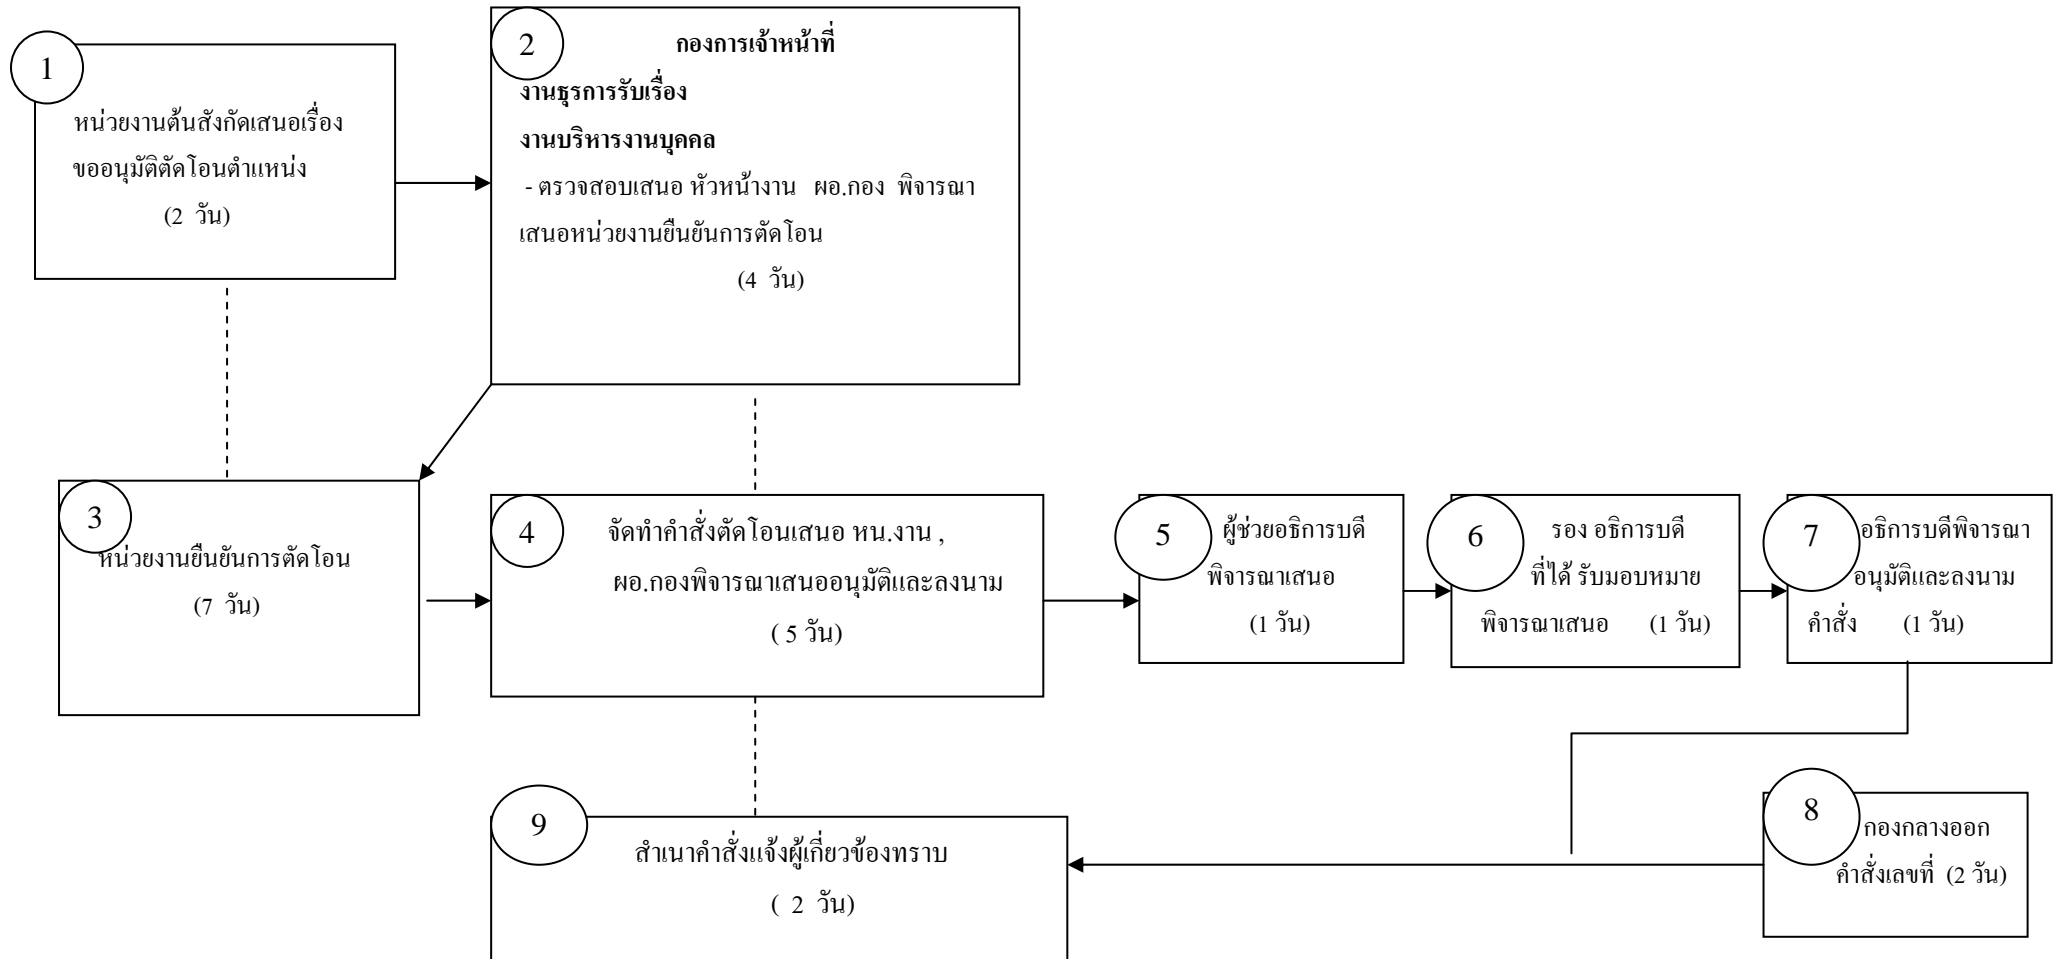 1
หน่วยงานต้นสังกัดเสนอเรื่อง
ขออนุมัติตัดโอนตำแหน่ง
(2 วัน)
2
กองการเจ้าหน้าที่
งานธุรการรับเรื่อง
งานบริหารงานบุคคล
- ตรวจสอบเสนอ หัวหน้างาน ผอ.กอง พิจารณา
เสนอหน่วยงานยืนยันการตัดโอน
(4 วัน)
3
หน่วยงานยืนยันการตัดโอน
(7 วัน)
4
จัดทำคำสั่งตัดโอนเสนอ หน.งาน ,
ผอ.กองพิจารณาเสนออนุมัติและลงนาม
( 5 วัน)
5
ผู้ช่วยอธิการบดี
พิจารณาเสนอ
(1 วัน)
6
รอง อธิการบดี
ที่ได้ รับมอบหมาย
พิจารณาเสนอ (1 วัน)
7
อธิการบดีพิจารณา
อนุมัติและลงนาม
คำสั่ง (1 วัน)
8
กองกลางออก
คำสั่งเลขที่ (2 วัน)
9
สำเนาคำสั่งแจ้งผู้เกี่ยวข้องทราบ
( 2 วัน)